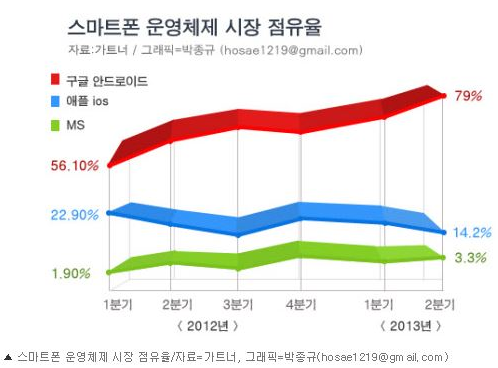 스마트폰 운영체제 시장 점유율
자료:가트너 / 그래픽=박종규 (hosae1219@gmail.com)
구글 안드로이드
애플 ios
MS
79%
56.10%
22.90%
14.2%
3.3%
1.90%
1분기 2분기 3분기 4분기 1분기 2분기
< 2012년 > < 2013년 >
▲ 스마트폰 운영체제 시장 점유율/자료=가트너, 그래픽=박종규(hosae1219@gmail.com)